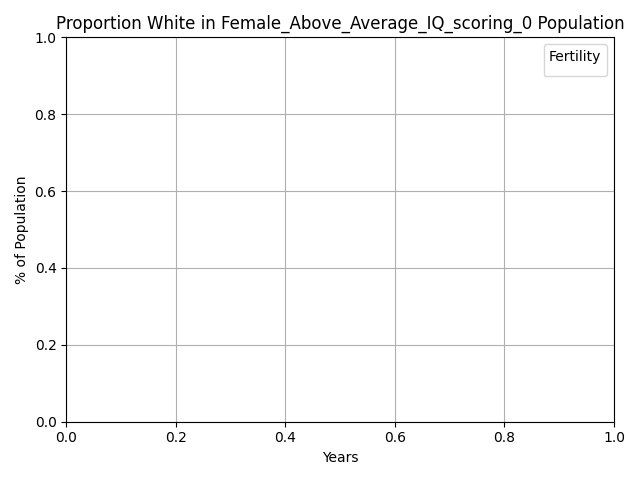 Proportion White in Female_Above_Average_IQ_scoring_0 Population
Fertility
% of Population
1.0
0.8
0.6
0.4
0.2
0.0
0.0 0.2 0.4 0.6 0.8 1.0
Years